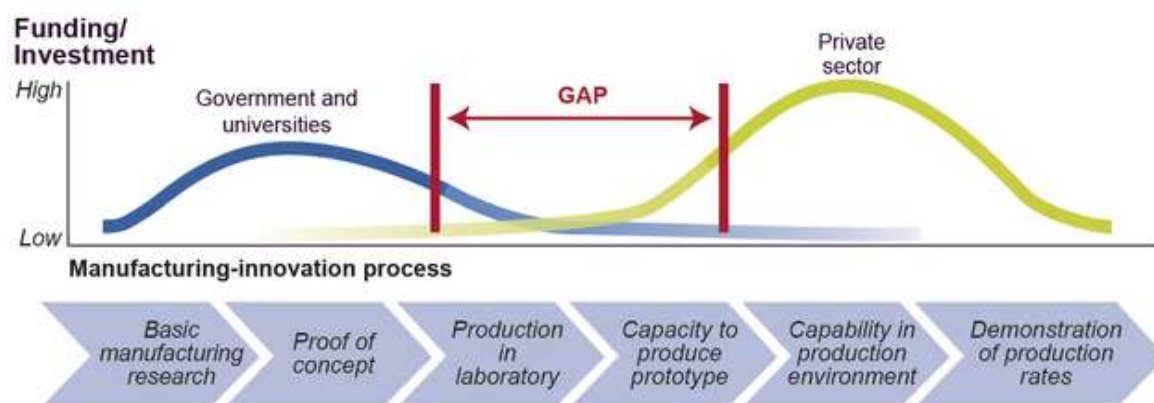 Funding/
Investment
High
Low
Government and
universities
GAP
Private
sector
Manufacturing-innovation process
Basic
manufacturing
research
Proof of
concept
Production
in
laboratory
Capacity to
produce
prototype
Capability in
production
environment
Demonstration
of production
rates